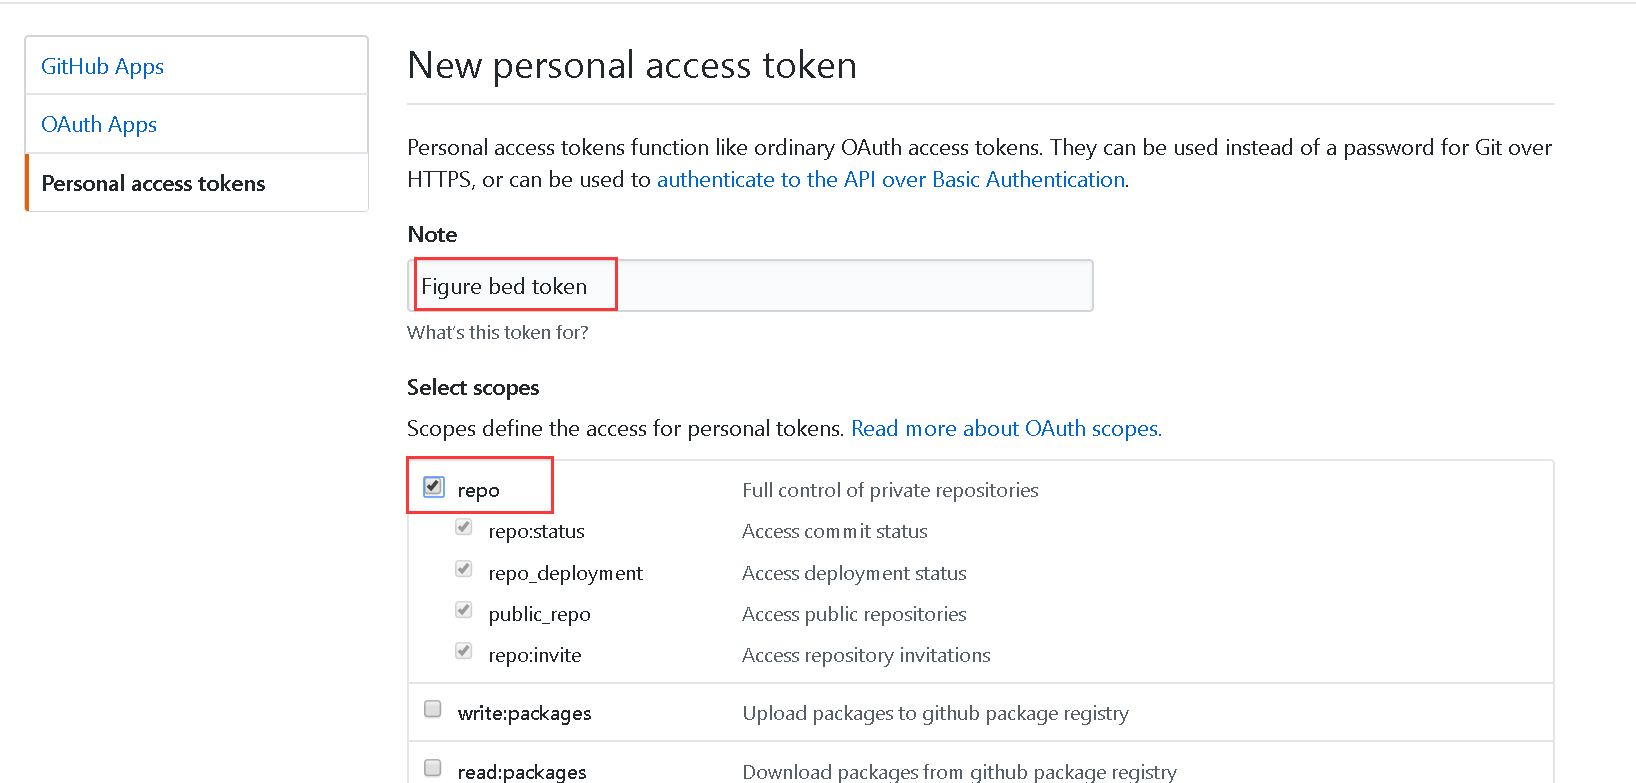 GitHub Apps
OAuth Apps
Personal access tokens
New personal access token
Personal access tokens function like ordinary OAuth access tokens. They can be used instead of a password for Git over
HTTPS, or can be used to authenticate to the API over Basic Authentication.
Note
Figure bed token
What's this token for?
Select scopes
Scopes define the access for personal tokens. Read more about OAuth scopes.
repo Full control of private repositories
repo:status Access commit status
repo_deployment Access deployment status
public_repo Access public repositories
repo:invite Access repository invitations
write:packages Upload packages to github package registry
read:packages Download packages from github package registry